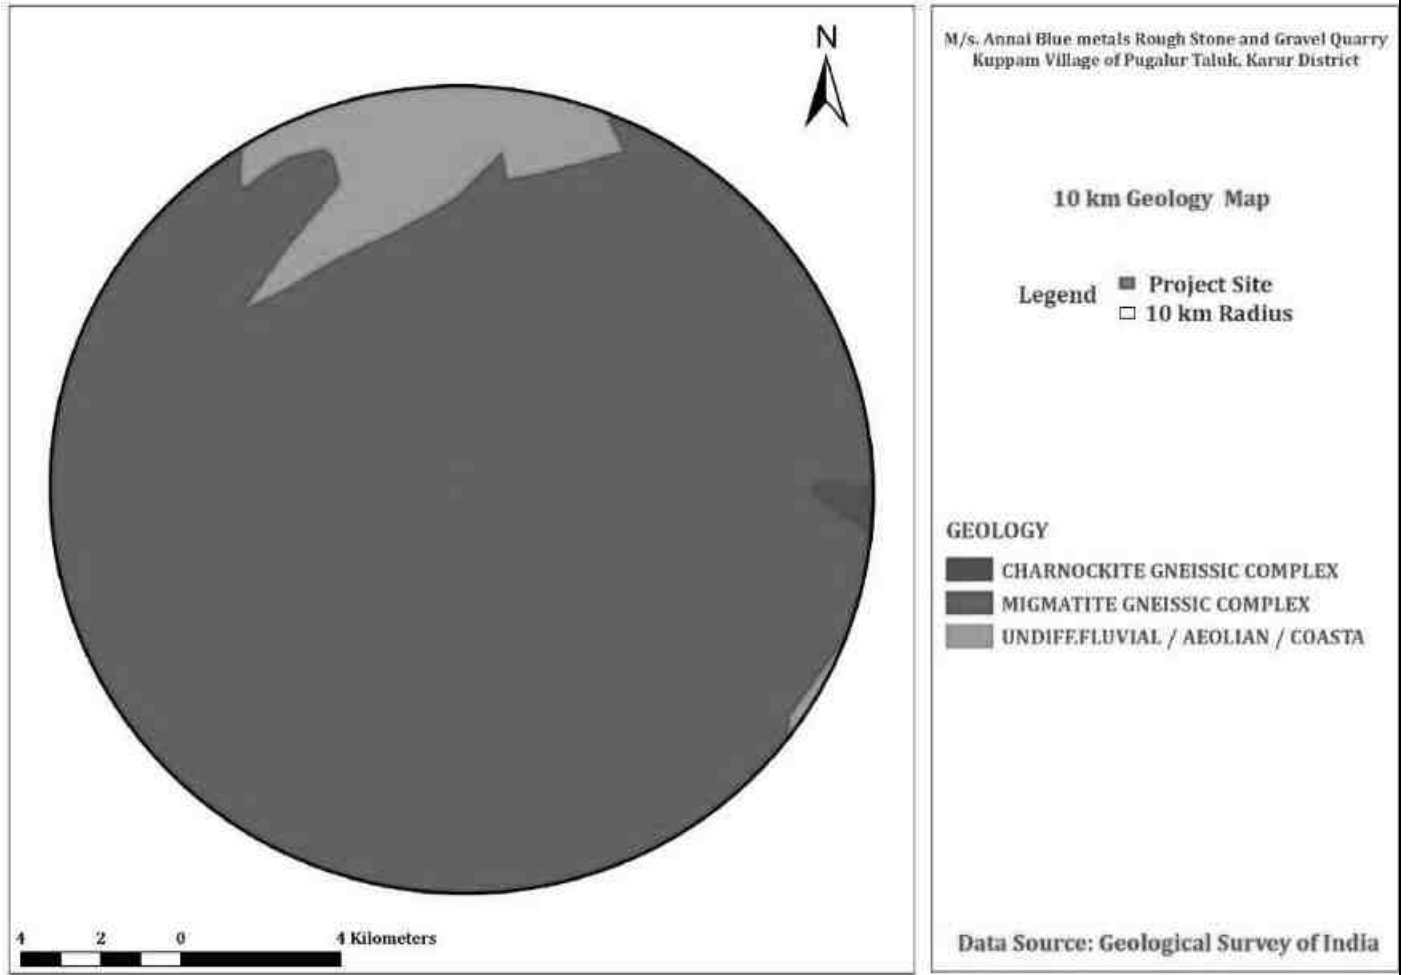 N
4 2 0 4 Kilometers
M/s. Annai Blue metals Rough Stone and Gravel Quarry
Kuppam Village of Pugalur Taluk, Karur District
10 km Geology Map
Legend
Project Site
10 km Radius
GEOLOGY
CHARNOCKITE GNEISSIC COMPLEX
MIGMATITE GNEISSIC COMPLEX
UNDIFF.FLUVIAL / AEOLIAN / COASTA
Data Source: Geological Survey of India